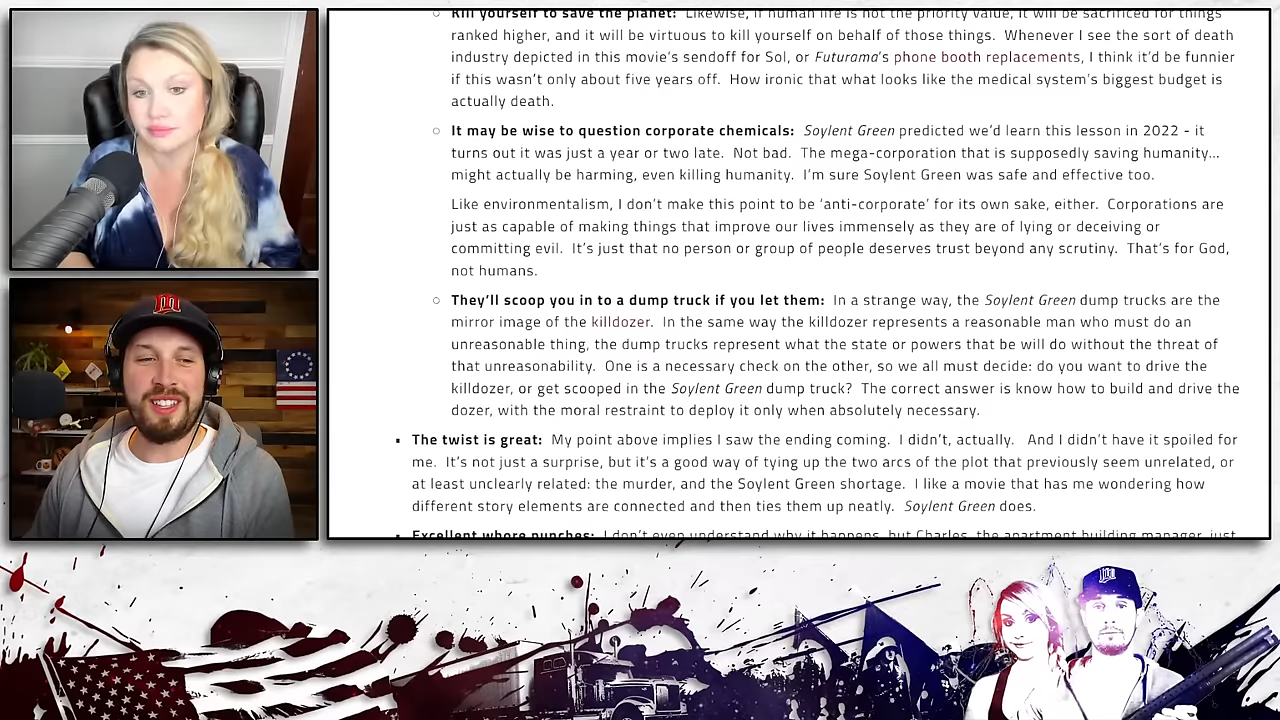 Kill yourself to save the planet: Likewise, if human life is not the priority value, it will be sacrificed for things
ranked higher, and it will be virtuous to kill yourself on behalf of those things. Whenever I see the sort of death
industry depicted in this movie's sendoff for Sol, or Futurama's phone booth replacements, I think it'd be funnier
if this wasn't only about five years off. How ironic that what looks like the medical system's biggest budget is
actually death.
It may be wise to question corporate chemicals: Soylent Green predicted we'd learn this lesson in 2022 - it
turns out it was just a year or two late. Not bad. The mega-corporation that is supposedly saving humanity...
might actually be harming, even killing humanity. I'm sure Soylent Green was safe and effective too.
Like environmentalism, I don't make this point to be 'anti-corporate' for its own sake, either. Corporations are
just as capable of making things that improve our lives immensely as they are of lying or deceiving or
committing evil. It's just that no person or group of people deserves trust beyond any scrutiny. That's for God,
not humans.
They'll scoop you in to a dump truck if you let them: In a strange way, the Soylent Green dump trucks are the
mirror image of the killdozer. In the same way the killdozer represents a reasonable man who must do an
unreasonable thing, the dump trucks represent what the state or powers that be will do without the threat of
that unreasonability. One is a necessary check on the other, so we all must decide: do you want to drive the
killdozer, or get scooped in the Soylent Green dump truck? The correct answer is know how to build and drive the
dozer, with the moral restraint to deploy it only when absolutely necessary.
The twist is great: My point above implies I saw the ending coming. I didn't, actually. And I didn't have it spoiled for
me. It's not just a surprise, but it's a good way of tying up the two arcs of the plot that previously seem unrelated, or
at least unclearly related: the murder, and the Soylent Green shortage. I like a movie that has me wondering how
different story elements are connected and then ties them up neatly. Soylent Green does.
Excellent whore punches: I don't even understand why it happens, but Charles, the apartment building manager, just